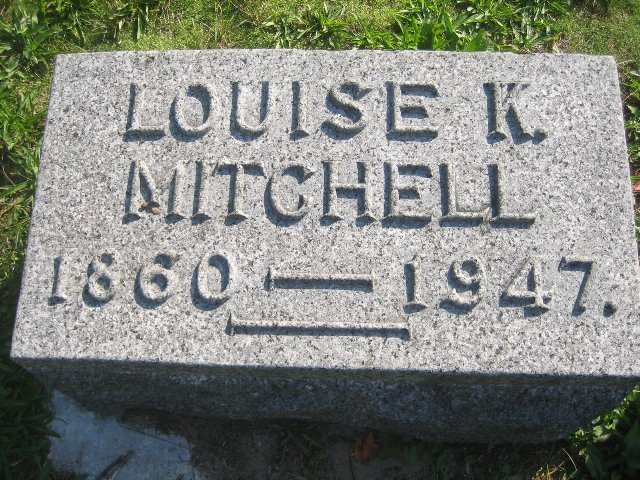 LOUISE K.
MITCHELL
1860 — 1947.